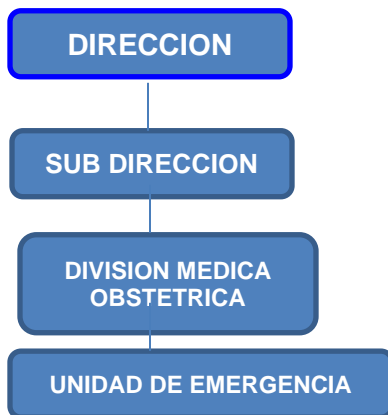 DIRECCION
SUB DIRECCION
DIVISION MEDICA
OBSTETRICA
UNIDAD DE EMERGENCIA